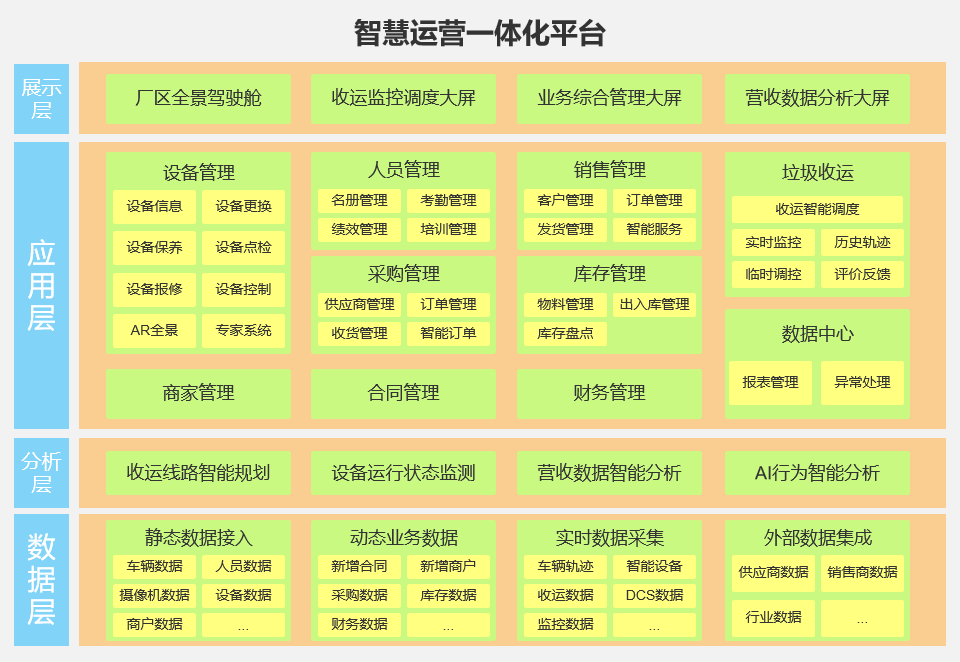 智慧运营一体化平台
展示
层
厂区全景驾驶舱
收运监控调度大屏
业务综合管理大屏
营收数据分析大屏
应
用
层
设备管理
设备信息
设备更换
设备保养
设备点检
设备报修
设备控制
AR全景
专家系统
人员管理
名册管理
考勤管理
绩效管理
培训管理
采购管理
供应商管理
订单管理
收货管理
智能订单
销售管理
客户管理
订单管理
发货管理
智能服务
库存管理
物料管理
出入库管理
库存盘点
垃圾收运
收运智能调度
实时监控
历史轨迹
临时调控
评价反馈
数据中心
报表管理
异常处理
商家管理
合同管理
财务管理
分析
层
收运线路智能规划
设备运行状态监测
营收数据智能分析
AI行为智能分析
数
据
层
静态数据接入
车辆数据
人员数据
摄像机数据
设备数据
商户数据
...
动态业务数据
新增合同
新增商户
采购数据
库存数据
财务数据
...
实时数据采集
车辆轨迹
智能设备
收运数据
DCS数据
监控数据
...
外部数据集成
供应商数据
销售商数据
行业数据
...